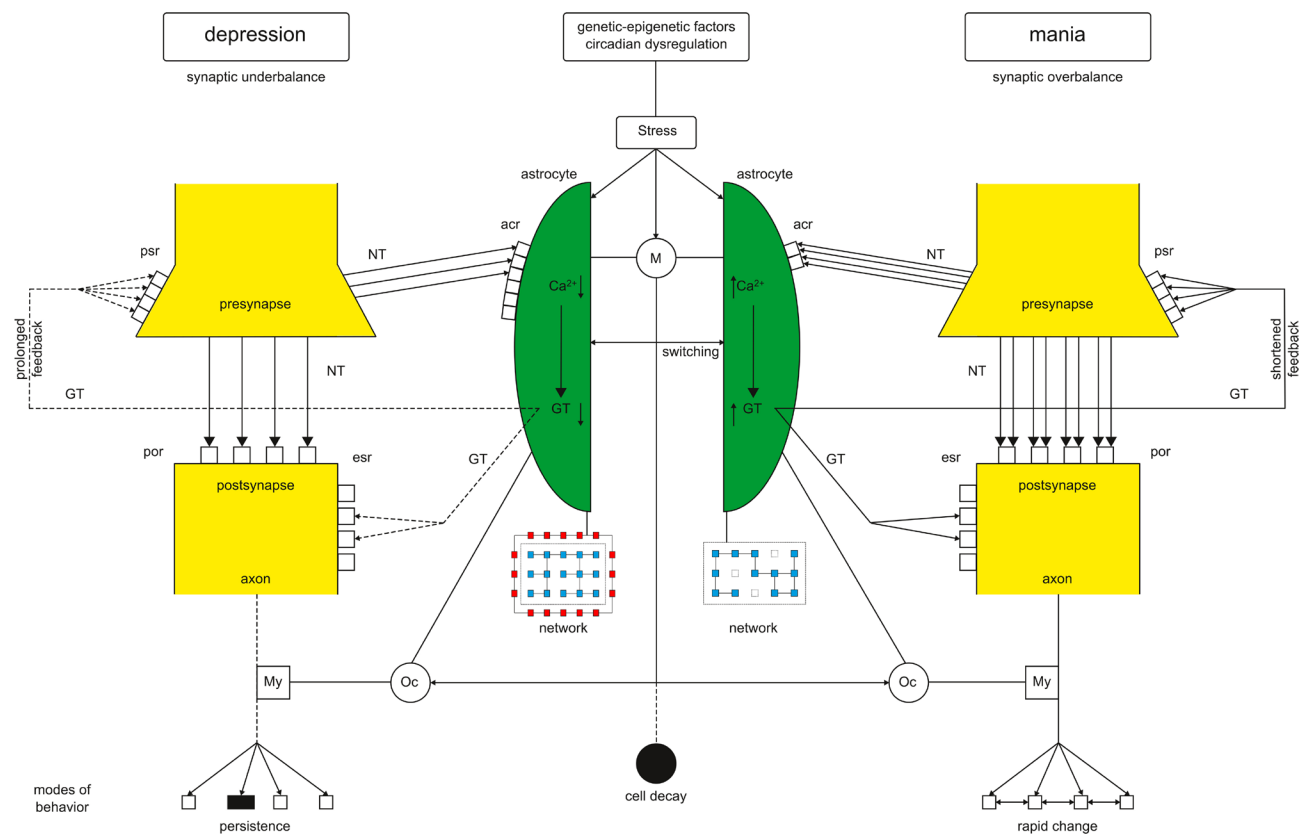 depression
genetic-epigenetic factors
circadian dysregulation
mania
synaptic underbalance
synaptic overbalance
Stress
astrocyte
astrocyte
acr
acr
psr
NT
M
NT
psr
Ca2+
Ca2+
presynapse
presynapse
prolonged
feedback
switching
shortened
feedback
NT
NT
GT
GT
GT
GT
por
esr
GT
GT
esr
por
postsynapse
postsynapse
axon
axon
network
network
My
Oc
Oc
My
modes of
behavior
cell decay
persistence
rapid change